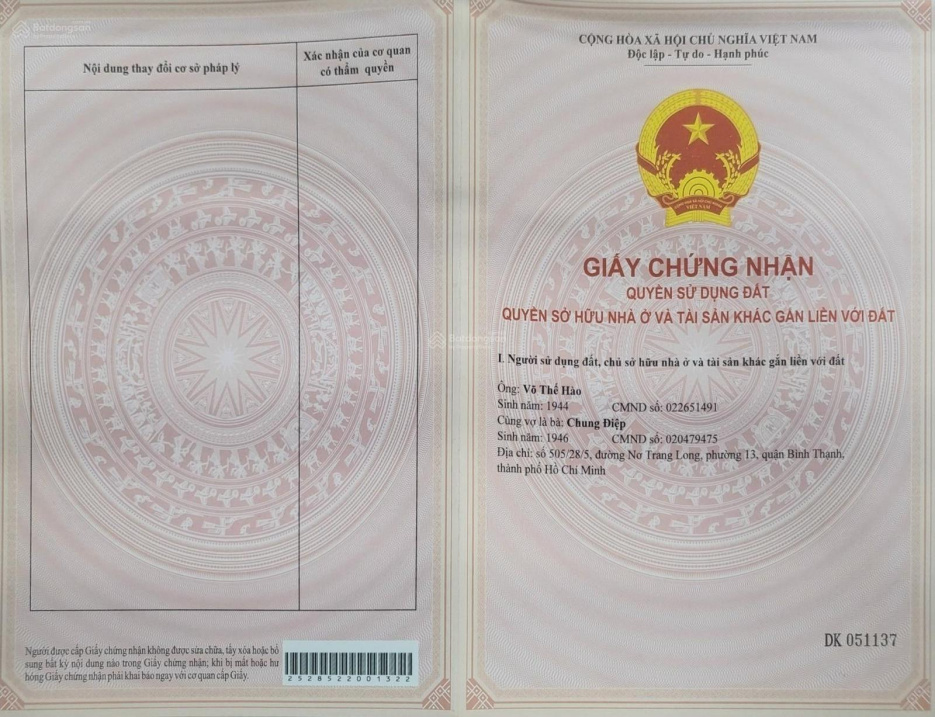 Batdongsan
Nội dung thay đổi cơ sở pháp lý
Xác nhận của cơ quan
có thẩm quyền
Người được cấp Giấy chứng nhận không được sửa chữa, tẩy xóa hoặc bổ
sung bất kỳ nội dung nào trong Giấy chứng nhận; khi bị mất hoặc hư
hỏng Giấy chứng nhận phải khai báo ngay với cơ quan cấp Giấy.
2528522001322
CỘNG HÒA XÃ HỘI CHỦ NGHĨA VIỆT NAM
Độc lập - Tự do - Hạnh phúc
VIỆT NAM
GIẤY CHỨNG NHẬN
QUYỀN SỬ DỤNG ĐẤT
QUYỀN SỞ HỮU NHÀ Ở VÀ TÀI SẢN KHÁC GẮN LIỀN VỚI ĐẤT
Batdongsan
I. Người sử dụng đất, chủ sở hữu nhà ở và tài sản khác gắn liền với đất
Ông: Võ Thế Hào
Sinh năm: 1944 CMND số: 022651491
Cùng vợ là bà: Chung Điệp
Sinh năm: 1946 CMND số: 020479475
Địa chỉ: số 505/28/5, đường Nơ Trang Long, phường 13, quận Bình Thạnh,
thành phố Hồ Chí Minh
DK 051137